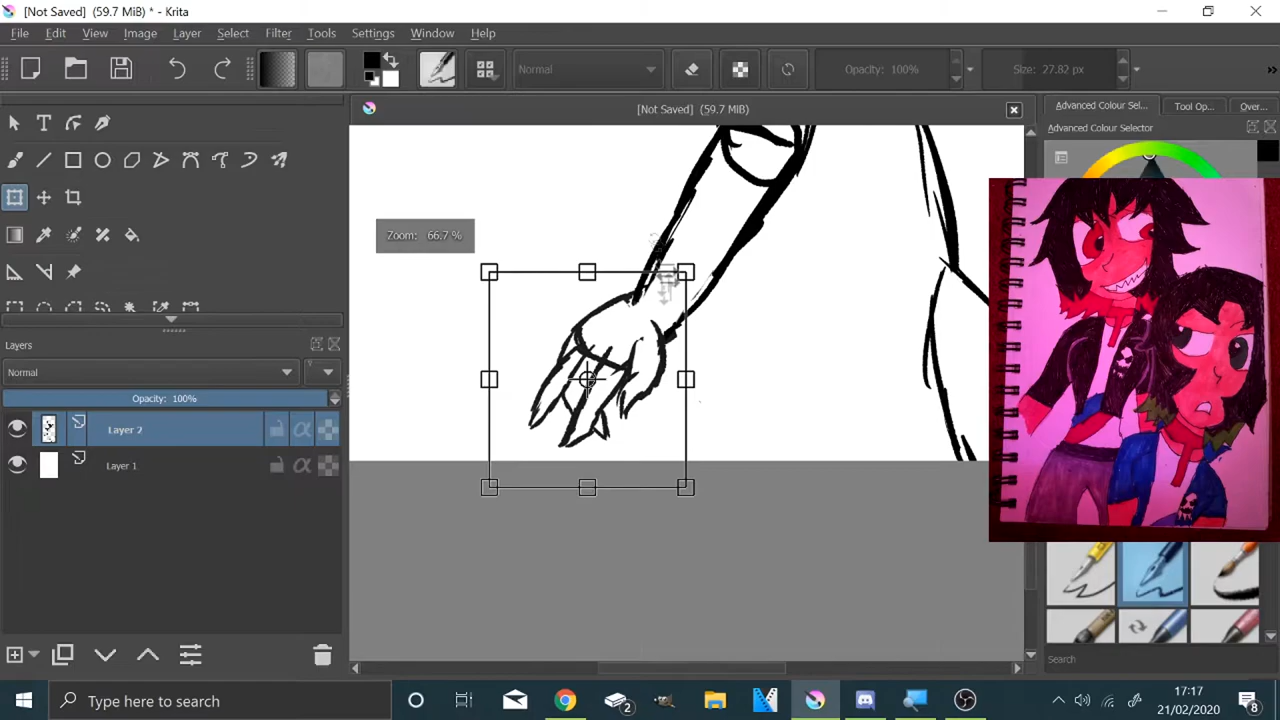 [Not Saved] (59.7 MiB) * - Krita
File Edit View Image Layer Select Filter Tools Settings Window Help
Normal
Opacity: 100%
Size: 27.82 px
»
[Not Saved] (59.7 MiB)
Advanced Colour Sel... Tool Op... Over...
Advanced Colour Selector
Zoom: 66.7 %
Layers
Normal
Opacity: 100%
Layer 2
Layer 1
Search
Type here to search
2
17:17
21/02/2020
8